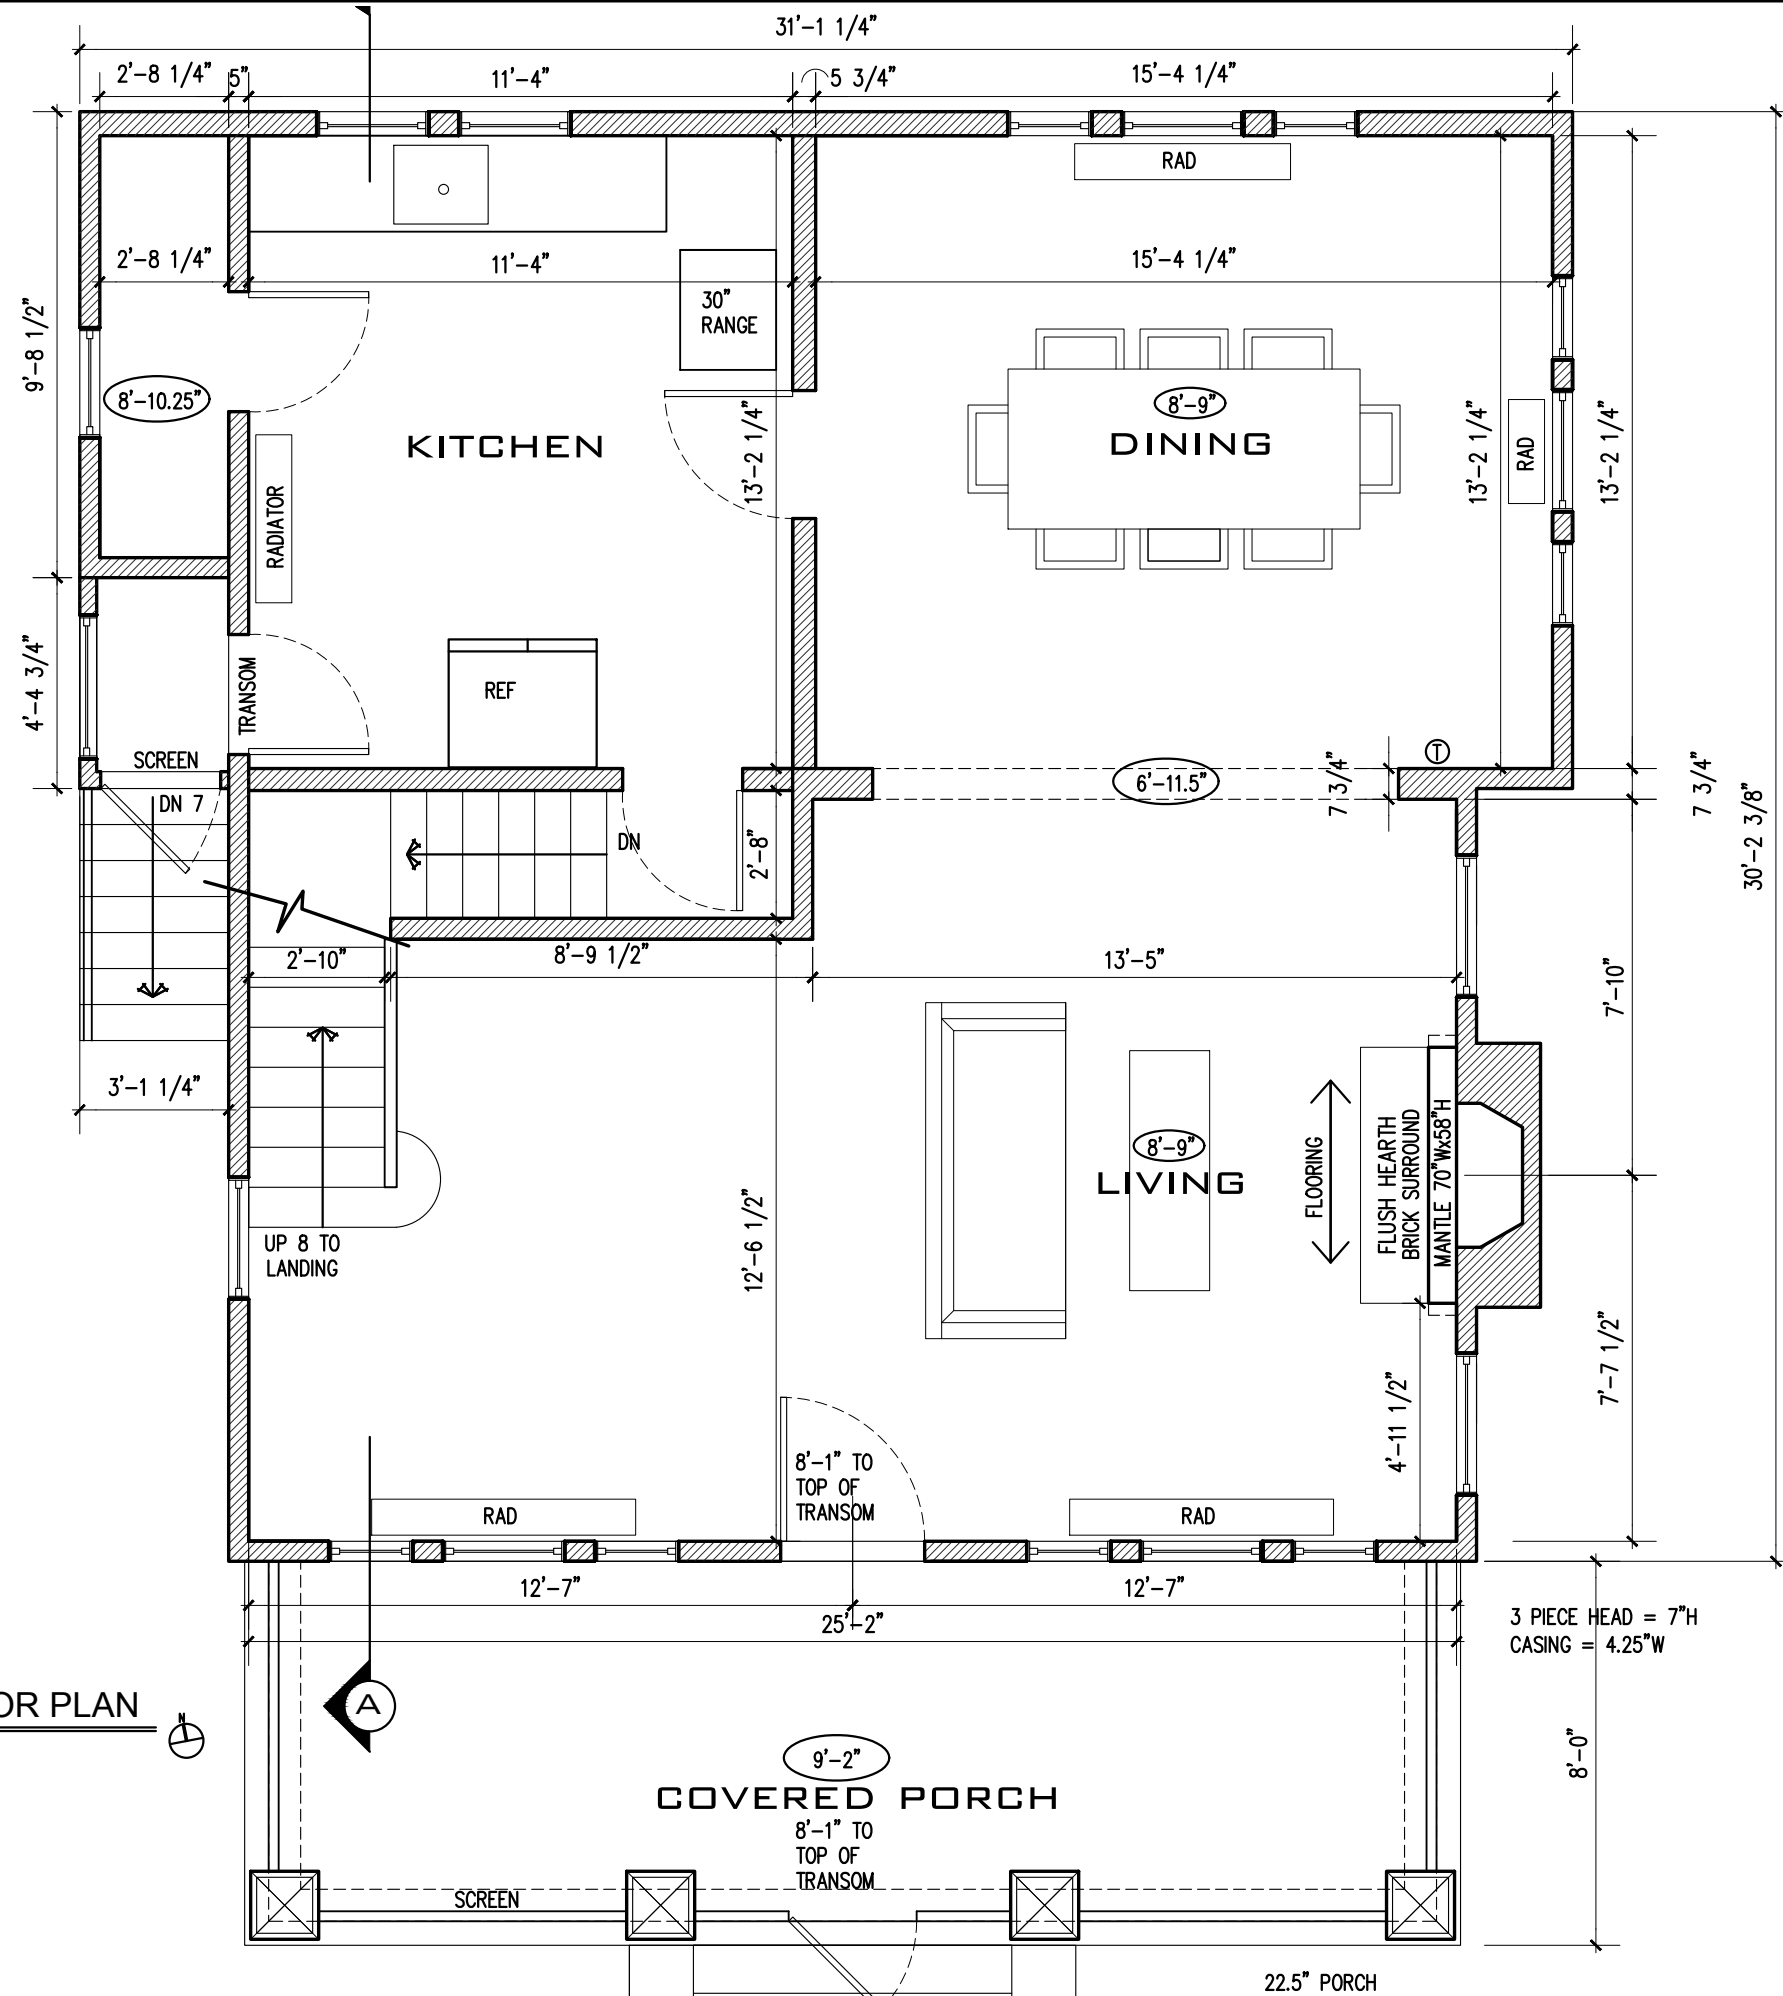 31'-1 1/4"
2'-8 1/4"
5"
11'-4"
5 3/4"
15'-4 1/4"
RAD
2'-8 1/4"
11'-4"
15'-4 1/4"
30"
RANGE
9'-8 1/2"
8'-10.25"
KITCHEN
13'-2 1/4"
8'-9"
DINING
13'-2 1/4"
RAD
13'-2 1/4"
RADIATOR
4'-4 3/4"
TRANSOM
REF
SCREEN
DN 7
6'-11.5"
7 3/4"
T
7 3/4"
30'-2 3/8"
DN
2'-8"
2'-10"
8'-9 1/2"
13'-5"
7'-10"
3'-1 1/4"
8'-9"
LIVING
FLOORING
FLUSH HEARTH
BRICK SURROUND
MANTLE 70"Wx58"H
12'-6 1/2"
UP 8 TO
LANDING
7'-7 1/2"
4'-11 1/2"
8'-1" TO
TOP OF
TRANSOM
RAD
RAD
12'-7"
12'-7"
25'-2"
3 PIECE HEAD = 7"H
CASING = 4.25"W
OR PLAN
N
A
9'-2"
COVERED PORCH
8'-1" TO
TOP OF
TRANSOM
8'-0"
SCREEN
22.5" PORCH